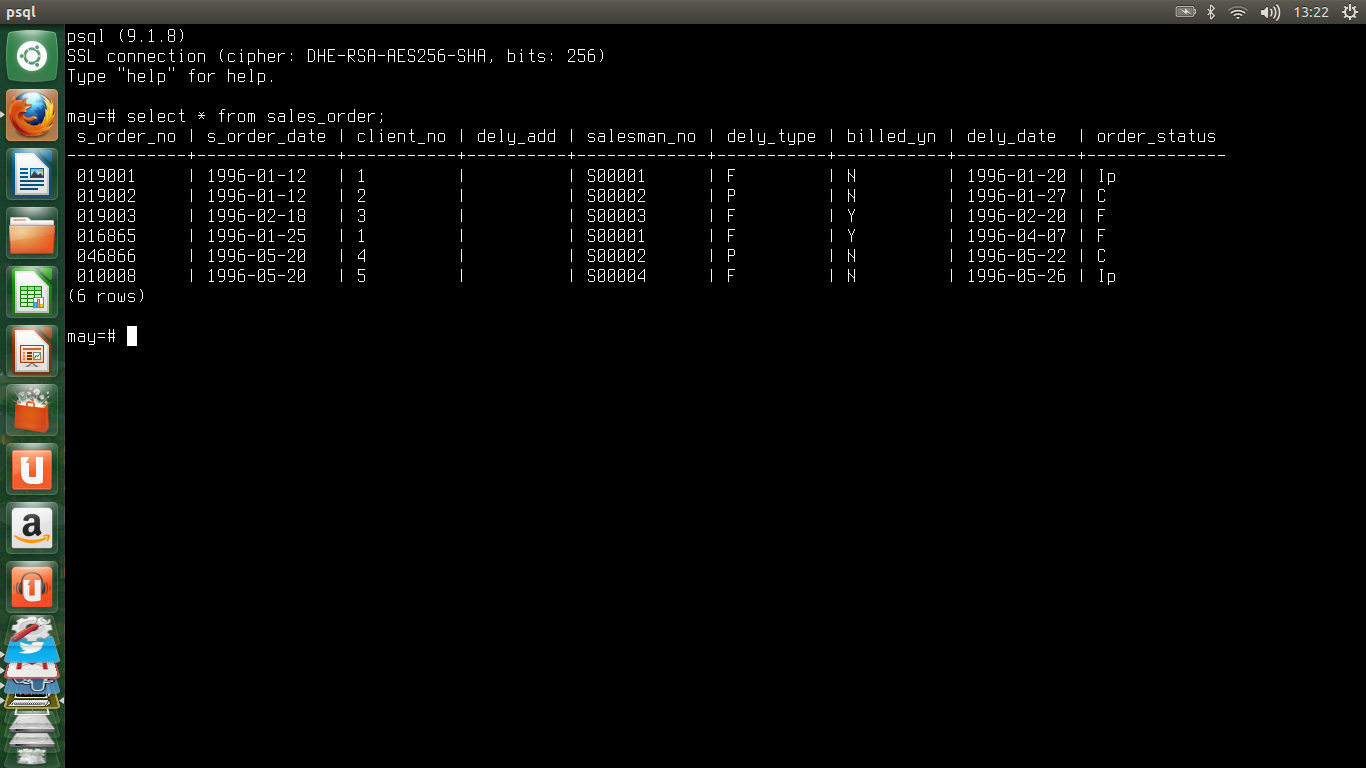 psql
13:22
psql (9.1.8)
SSL connection (cipher: DHE-RSA-AES256-SHA, bits: 256)
Type "help" for help.
may=# select * from sales_order;
 s_order_no | s_order_date | client_no | dely_add | salesman_no | dely_type | billed_yn | dely_date  | order_status
------------+--------------+-----------+----------+-------------+-----------+-----------+------------+--------------
 019001     | 1996-01-12   | 1         |          | S00001      | F         | N         | 1996-01-20 | Ip
 019002     | 1996-01-12   | 2         |          | S00002      | P         | N         | 1996-01-27 | C
 019003     | 1996-02-18   | 3         |          | S00003      | F         | Y         | 1996-02-20 | F
 016865     | 1996-01-25   | 1         |          | S00001      | F         | Y         | 1996-04-07 | F
 046866     | 1996-05-20   | 4         |          | S00002      | P         | N         | 1996-05-22 | C
 010008     | 1996-05-20   | 5         |          | S00004      | F         | N         | 1996-05-26 | Ip
(6 rows)
may=#